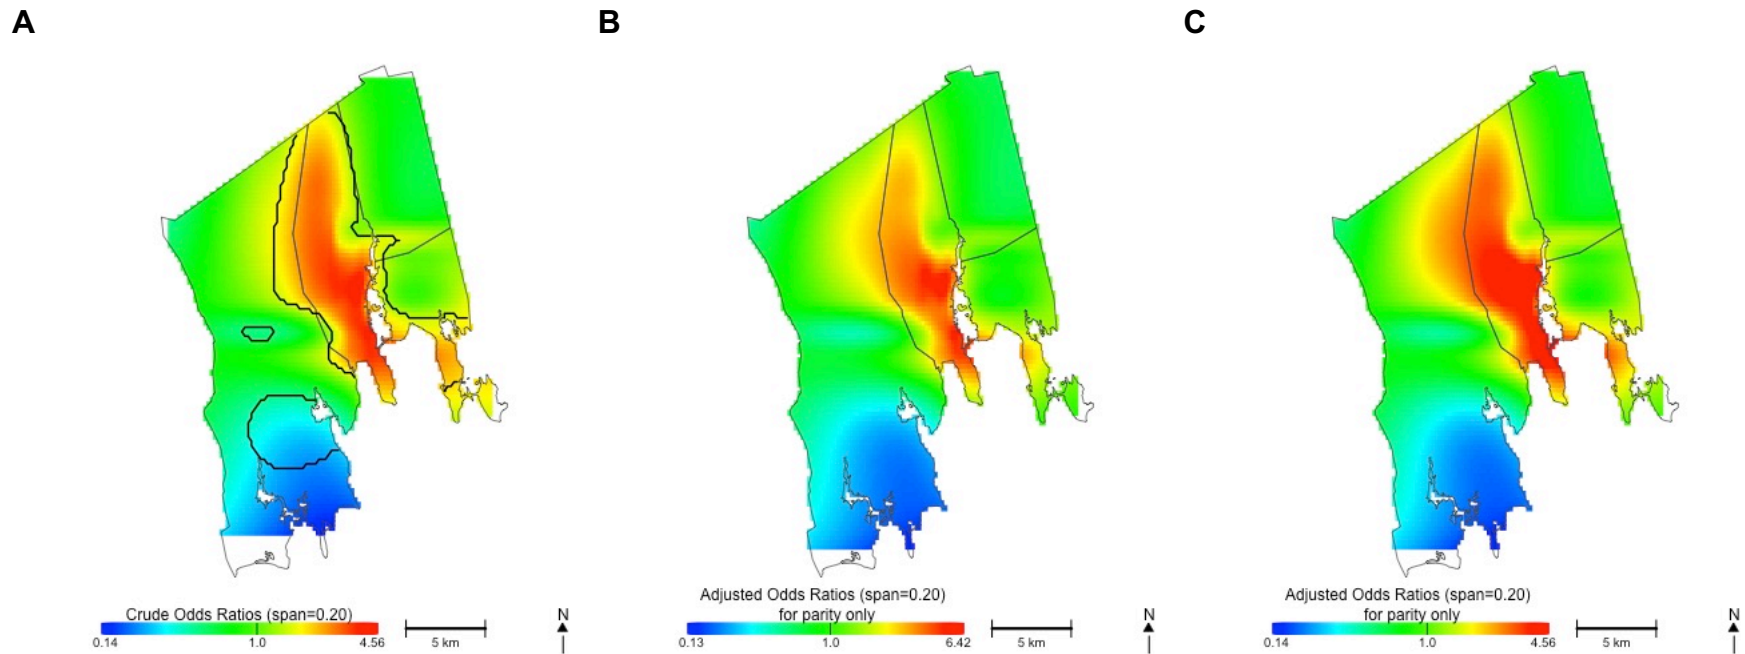 A
B
C
Crude Odds Ratios (span=0.20)
0.14 1.0 4.56
5 km
N
Adjusted Odds Ratios (span=0.20)
for parity only
0.13 1.0 6.42
5 km
N
Adjusted Odds Ratios (span=0.20)
for parity only
0.14 1.0 4.56
5 km
N